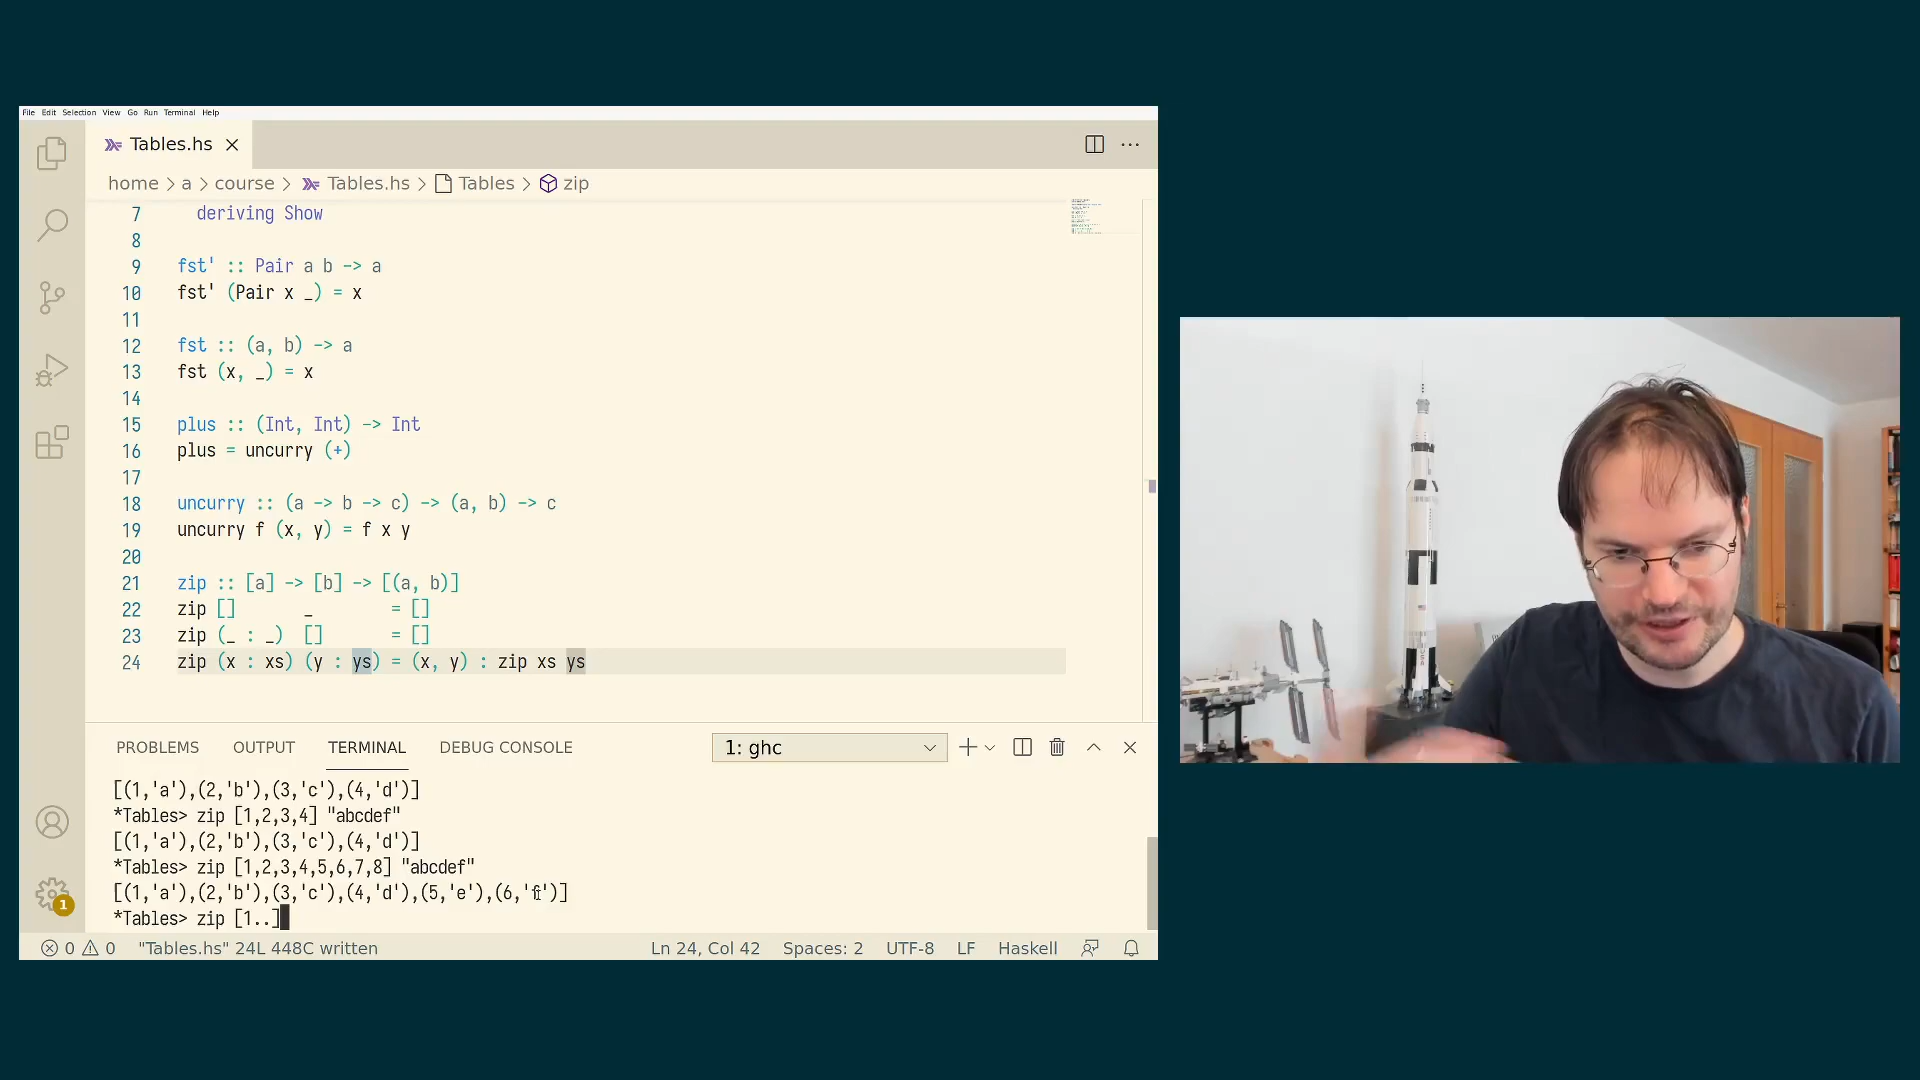 File Edit Selection View Go Run Terminal Help
Tables.hs
home > a > course > Tables.hs > Tables > zip
7 deriving Show
8
9 fst' :: Pair a b -> a
10 fst' (Pair x _) = x
11
12 fst :: (a, b) -> a
13 fst (x, _) = x
14
15 plus :: (Int, Int) -> Int
16 plus = uncurry (+)
17
18 uncurry :: (a -> b -> c) -> (a, b) -> c
19 uncurry f (x, y) = f x y
20
21 zip :: [a] -> [b] -> [(a, b)]
22 zip []       _        = []
23 zip (_ : _)  []       = []
24 zip (x : xs) (y : ys) = (x, y) : zip xs ys
PROBLEMS OUTPUT TERMINAL DEBUG CONSOLE 1: ghc
[(1,'a'),(2,'b'),(3,'c'),(4,'d')]
*Tables> zip [1,2,3,4] "abcdef"
[(1,'a'),(2,'b'),(3,'c'),(4,'d')]
*Tables> zip [1,2,3,4,5,6,7,8] "abcdef"
[(1,'a'),(2,'b'),(3,'c'),(4,'d'),(5,'e'),(6,'f')]
*Tables> zip [1..]
1
0 0 "Tables.hs" 24L 448C written Ln 24, Col 42 Spaces: 2 UTF-8 LF Haskell